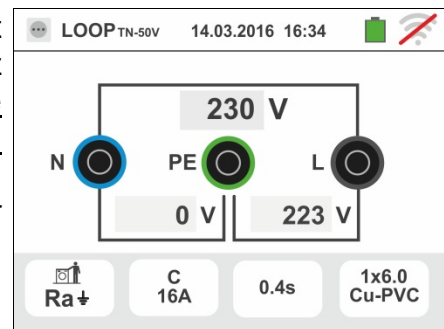 LOOP TN-50V 14.03.2016 16:34
230 V
N PE L
0 V 223 V
Ra C 0.4s 1x6.0
16A Cu-PVC